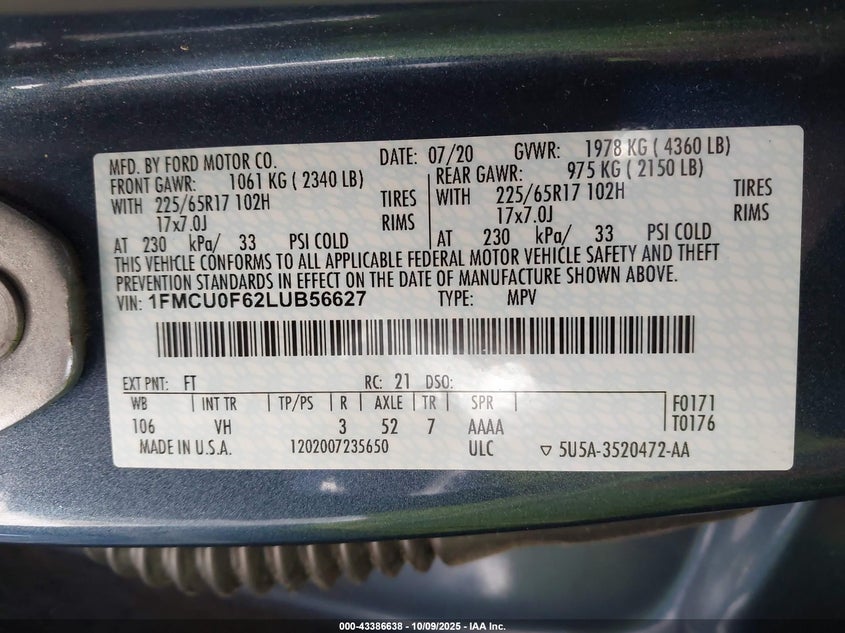 MFD. BY FORD MOTOR CO. DATE: 07/20 GVWR: 1978 KG ( 4360 LB)
FRONT GAWR: 1061 KG ( 2340 LB) REAR GAWR: 975 KG ( 2150 LB)
WITH 225/65R17 102H TIRES WITH 225/65R17 102H TIRES
17x7.0J RIMS 17x7.0J RIMS
AT 230 kPa/ 33 PSI COLD AT 230 kPa/ 33 PSI COLD
THIS VEHICLE CONFORMS TO ALL APPLICABLE FEDERAL MOTOR VEHICLE SAFETY AND THEFT
PREVENTION STANDARDS IN EFFECT ON THE DATE OF MANUFACTURE SHOWN ABOVE.
VIN: 1FMCU0F62LUB56627 TYPE: MPV
EXT PNT: FT RC: 21 DSO:
WB INT TR TP/PS R AXLE TR SPR F0171
106 VH 3 52 7 AAAA T0176
MADE IN U.S.A. 1202007235650 ULC ▽ 5U5A-3520472-AA
000-43386638 - 10/09/2025 - IAA Inc.